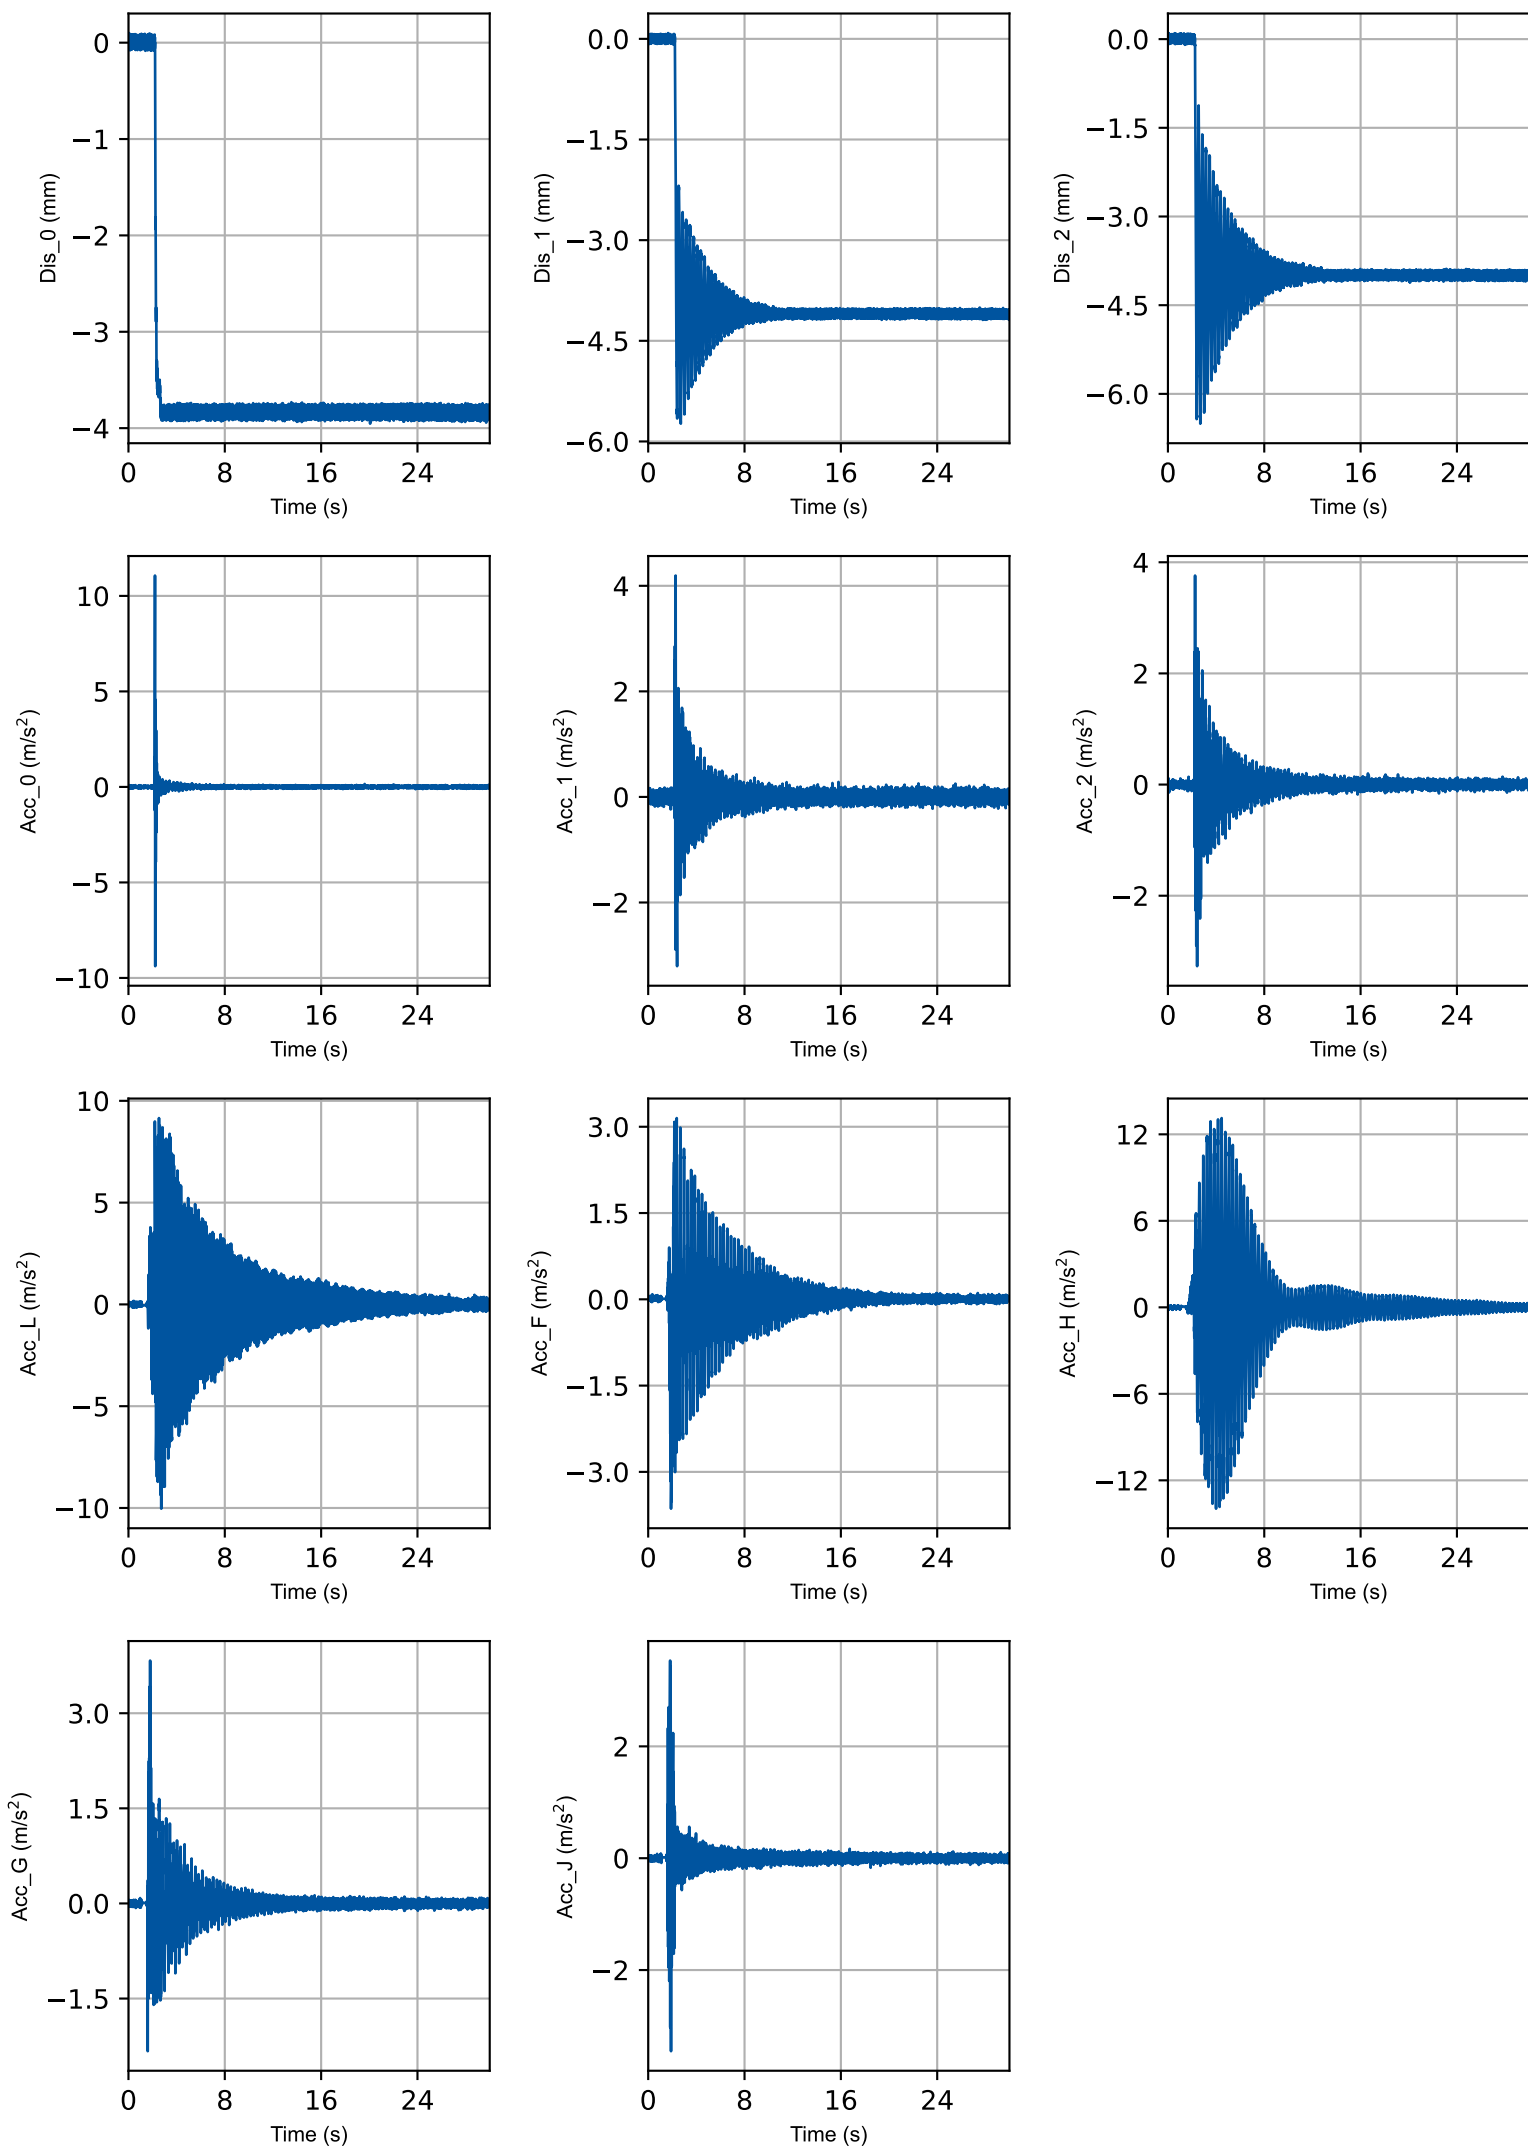 0
−1
−2
−3
−4
Dis_0 (mm)
0 8 16 24
Time (s)
0.0
−1.5
−3.0
−4.5
−6.0
Dis_1 (mm)
0 8 16 24
Time (s)
0.0
−1.5
−3.0
−4.5
−6.0
Dis_2 (mm)
0 8 16 24
Time (s)
10
5
0
−5
−10
Acc_0 (m/s²)
0 8 16 24
Time (s)
4
2
0
−2
Acc_1 (m/s²)
0 8 16 24
Time (s)
4
2
0
−2
Acc_2 (m/s²)
0 8 16 24
Time (s)
10
5
0
−5
−10
Acc_L (m/s²)
0 8 16 24
Time (s)
3.0
1.5
0.0
−1.5
−3.0
Acc_F (m/s²)
0 8 16 24
Time (s)
12
6
0
−6
−12
Acc_H (m/s²)
0 8 16 24
Time (s)
3.0
1.5
0.0
−1.5
Acc_G (m/s²)
0 8 16 24
Time (s)
2
0
−2
Acc_J (m/s²)
0 8 16 24
Time (s)